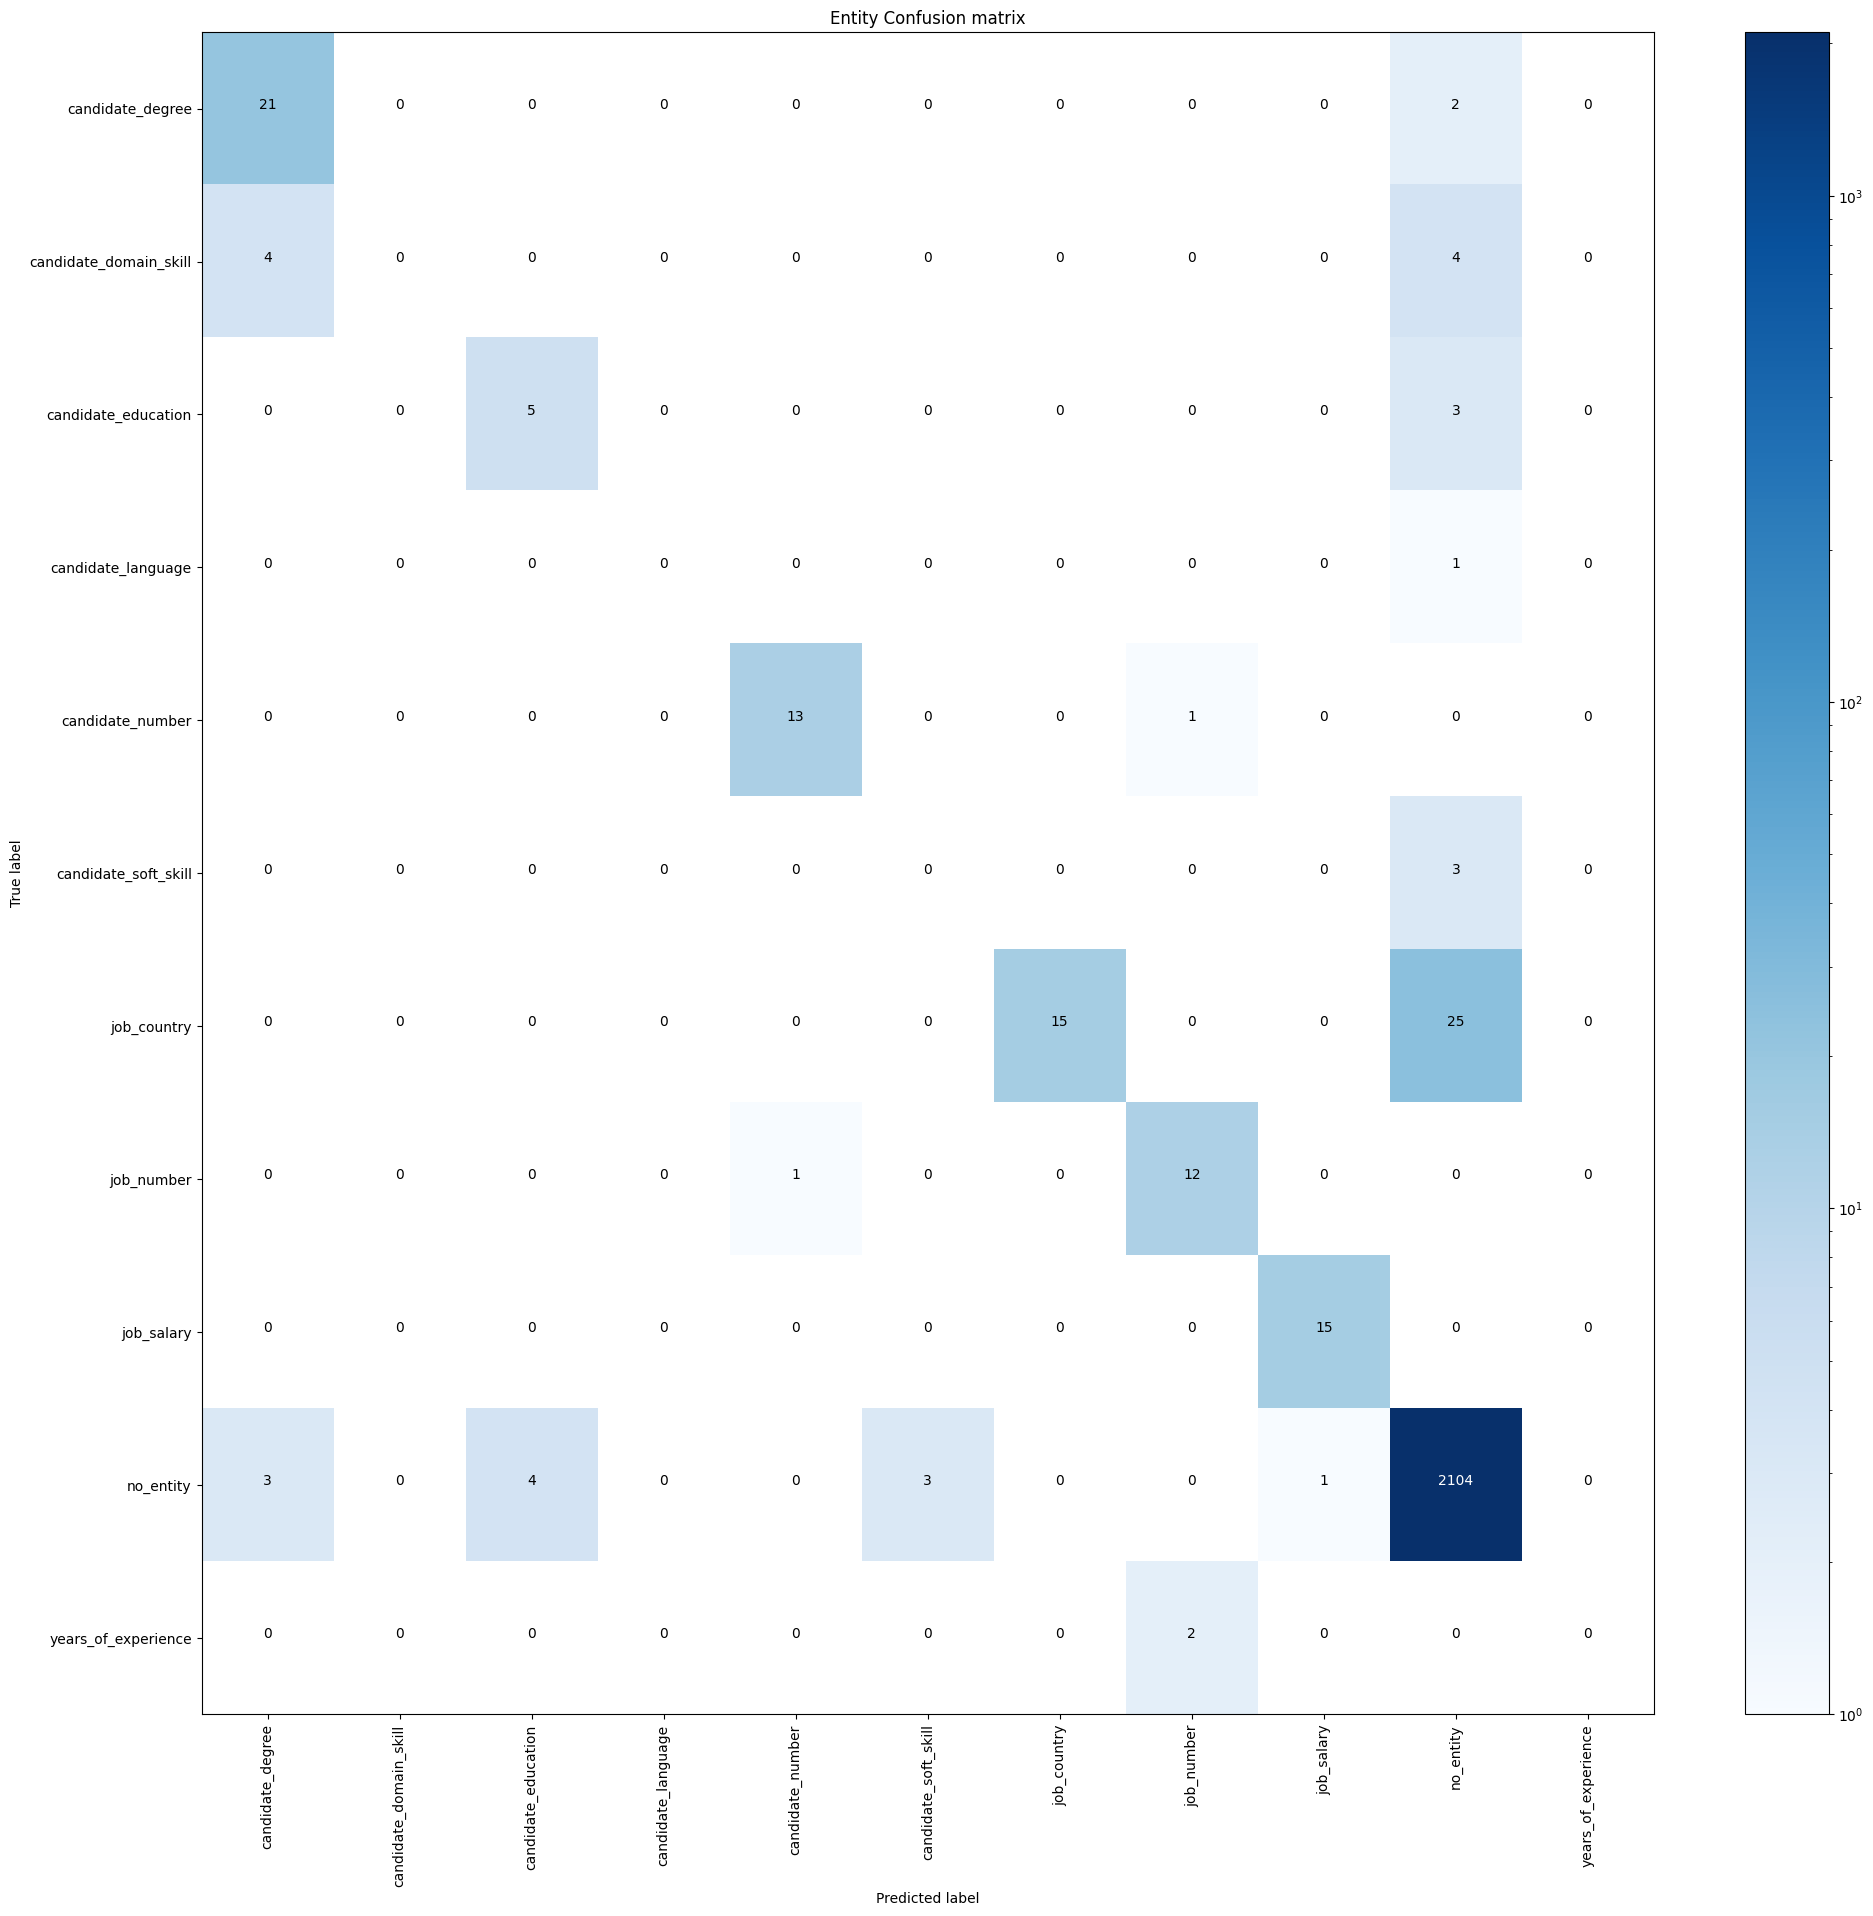 Entity Confusion matrix
candidate_degree 21 0 0 0 0 0 0 0 0 2 0
candidate_domain_skill 4 0 0 0 0 0 0 0 0 4 0
candidate_education 0 0 5 0 0 0 0 0 0 3 0
candidate_language 0 0 0 0 0 0 0 0 0 1 0
candidate_number 0 0 0 0 13 0 0 1 0 0 0
candidate_soft_skill 0 0 0 0 0 0 0 0 0 3 0
job_country 0 0 0 0 0 0 15 0 0 25 0
job_number 0 0 0 0 1 0 0 12 0 0 0
job_salary 0 0 0 0 0 0 0 0 15 0 0
no_entity 3 0 4 0 0 3 0 0 1 2104 0
years_of_experience 0 0 0 0 0 0 0 2 0 0 0
True label
candidate_degree
candidate_domain_skill
candidate_education
candidate_language
candidate_number
candidate_soft_skill
job_country
job_number
job_salary
no_entity
years_of_experience
Predicted label
10³
10²
10¹
10⁰